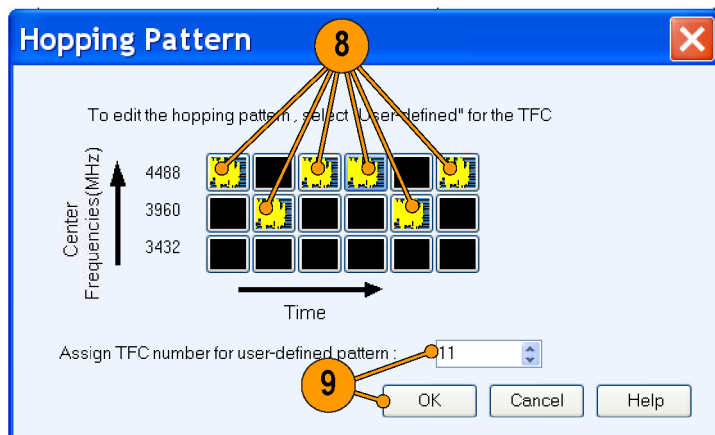 Hopping Pattern
8
To edit the hopping pattern , select "User-defined" for the TFC
4488
3960
3432
Center
Frequencies(MHz)
Time
Assign TFC number for user-defined pattern : 11
9
OK Cancel Help